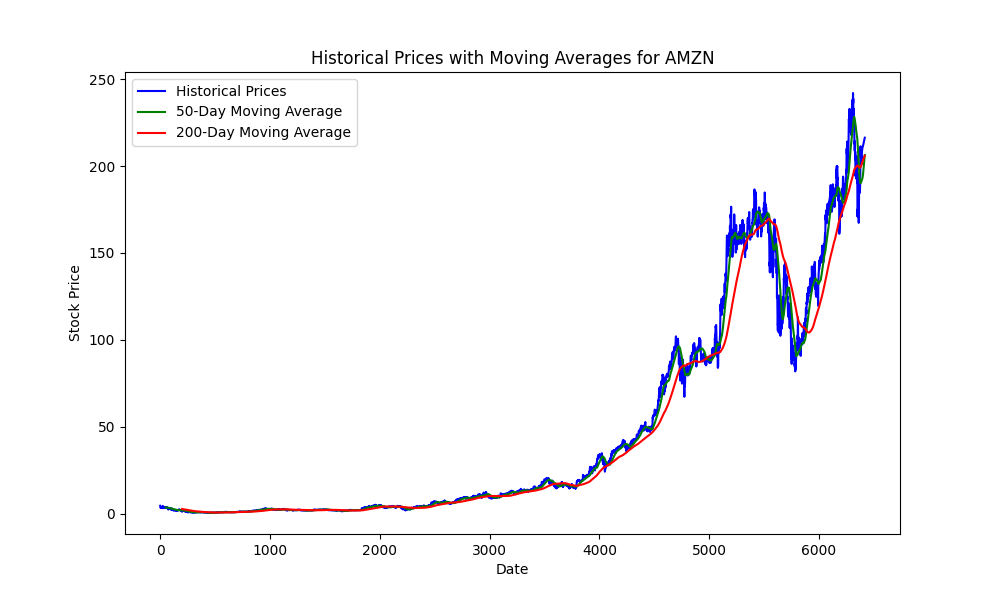 Historical Prices with Moving Averages for AMZN
Historical Prices
50-Day Moving Average
200-Day Moving Average
Stock Price
250
200
150
100
50
0
0 1000 2000 3000 4000 5000 6000
Date